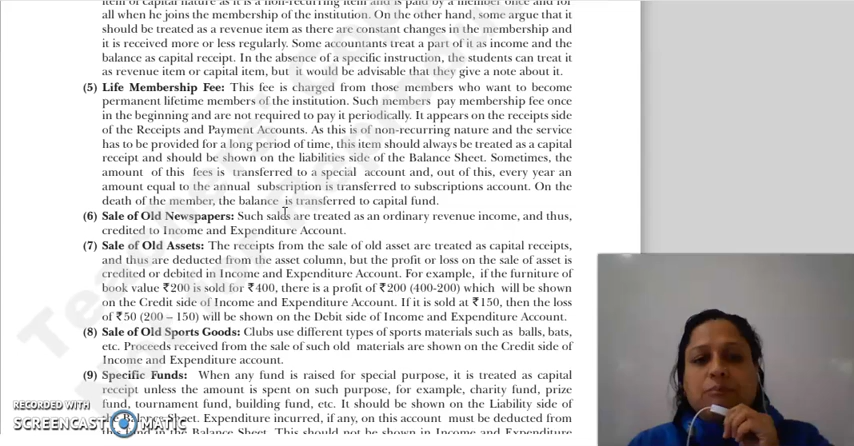 item of capital nature as it is a non-recurring item and is paid by a member once and for
all when he joins the membership of the institution. On the other hand, some argue that it
should be treated as a revenue item as there are constant changes in the membership and
it is received more or less regularly. Some accountants treat a part of it as income and the
balance as capital receipt. In the absence of a specific instruction, the students can treat it
as revenue item or capital item, but it would be advisable that they give a note about it.
(5) Life Membership Fee: This fee is charged from those members who want to become
permanent lifetime members of the institution. Such members pay membership fee once
in the beginning and are not required to pay it periodically. It appears on the receipts side
of the Receipts and Payment Accounts. As this is of non-recurring nature and the service
has to be provided for a long period of time, this item should always be treated as a capital
receipt and should be shown on the liabilities side of the Balance Sheet. Sometimes, the
amount of this fees is transferred to a special account and, out of this, every year an
amount equal to the annual subscription is transferred to subscriptions account. On the
death of the member, the balance is transferred to capital fund.
(6) Sale of Old Newspapers: Such sales are treated as an ordinary revenue income, and thus,
credited to Income and Expenditure Account.
(7) Sale of Old Assets: The receipts from the sale of old asset are treated as capital receipts,
and thus are deducted from the asset column, but the profit or loss on the sale of asset is
credited or debited in Income and Expenditure Account. For example, if the furniture of
book value ₹200 is sold for ₹400, there is a profit of ₹200 (400-200) which will be shown
on the Credit side of Income and Expenditure Account. If it is sold at ₹150, then the loss
of ₹50 (200 – 150) will be shown on the Debit side of Income and Expenditure Account.
(8) Sale of Old Sports Goods: Clubs use different types of sports materials such as balls, bats,
etc. Proceeds received from the sale of such old materials are shown on the Credit side of
Income and Expenditure account.
(9) Specific Funds: When any fund is raised for special purpose, it is treated as capital
receipt unless the amount is spent on such purpose, for example, charity fund, prize
fund, tournament fund, building fund, etc. It should be shown on the Liability side of
the Balance Sheet. Expenditure incurred, if any, on this account must be deducted from
this fund in the Balance Sheet. This should not be shown in Income and Expenditure
RECORDED WITH
SCREENCAST MATIC